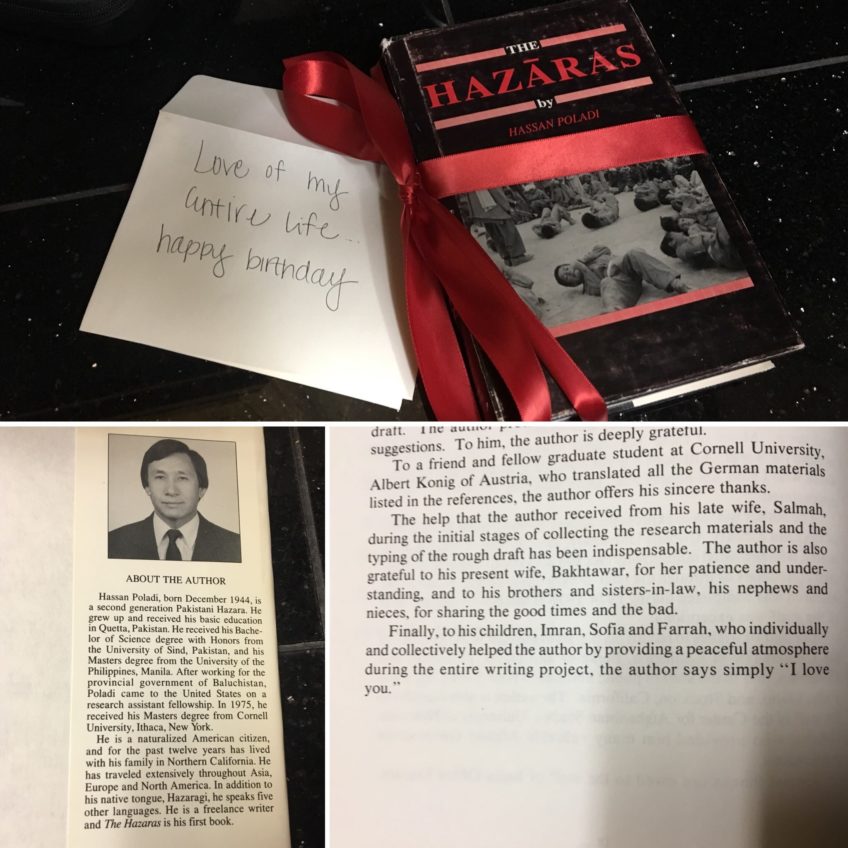 Love of my
entire life...
happy birthday
THE
HAZĀRAS
by
HASSAN POLADI
ABOUT THE AUTHOR
Hassan Poladi, born December 1944, is
a second generation Pakistani Hazara. He
grew up and received his basic education
in Quetta, Pakistan. He received his Bache-
lor of Science degree with Honors from
the University of Sind, Pakistan, and his
Masters degree from the University of the
Philippines, Manila. After working for the
provincial government of Baluchistan,
Poladi came to the United States on a
research assistant fellowship. In 1975, he
received his Masters degree from Cornell
University, Ithaca, New York.
He is a naturalized American citizen,
and for the past twelve years has lived
with his family in Northern California. He
has traveled extensively throughout Asia,
Europe and North America. In addition to
his native tongue, Hazaragi, he speaks five
other languages. He is a freelance writer
and The Hazaras is his first book.
draft. The author
suggestions. To him, the author is deeply grateful.
To a friend and fellow graduate student at Cornell University,
Albert Konig of Austria, who translated all the German materials
listed in the references, the author offers his sincere thanks.
The help that the author received from his late wife, Salmah,
during the initial stages of collecting the research materials and the
typing of the rough draft has been indispensable. The author is also
grateful to his present wife, Bakhtawar, for her patience and under-
standing, and to his brothers and sisters-in-law, his nephews and
nieces, for sharing the good times and the bad.
Finally, to his children, Imran, Sofia and Farrah, who individually
and collectively helped the author by providing a peaceful atmosphere
during the entire writing project, the author says simply “I love
you.”